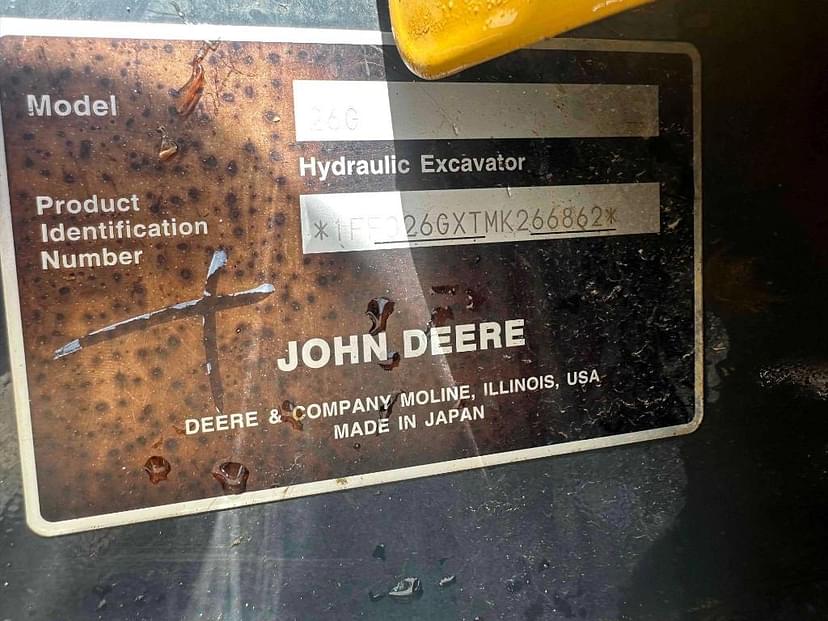 Model
26G
Hydraulic Excavator
Product
Identification
Number
*1FF026GXTMK266862*
JOHN DEERE
DEERE & COMPANY MOLINE, ILLINOIS, USA
MADE IN JAPAN